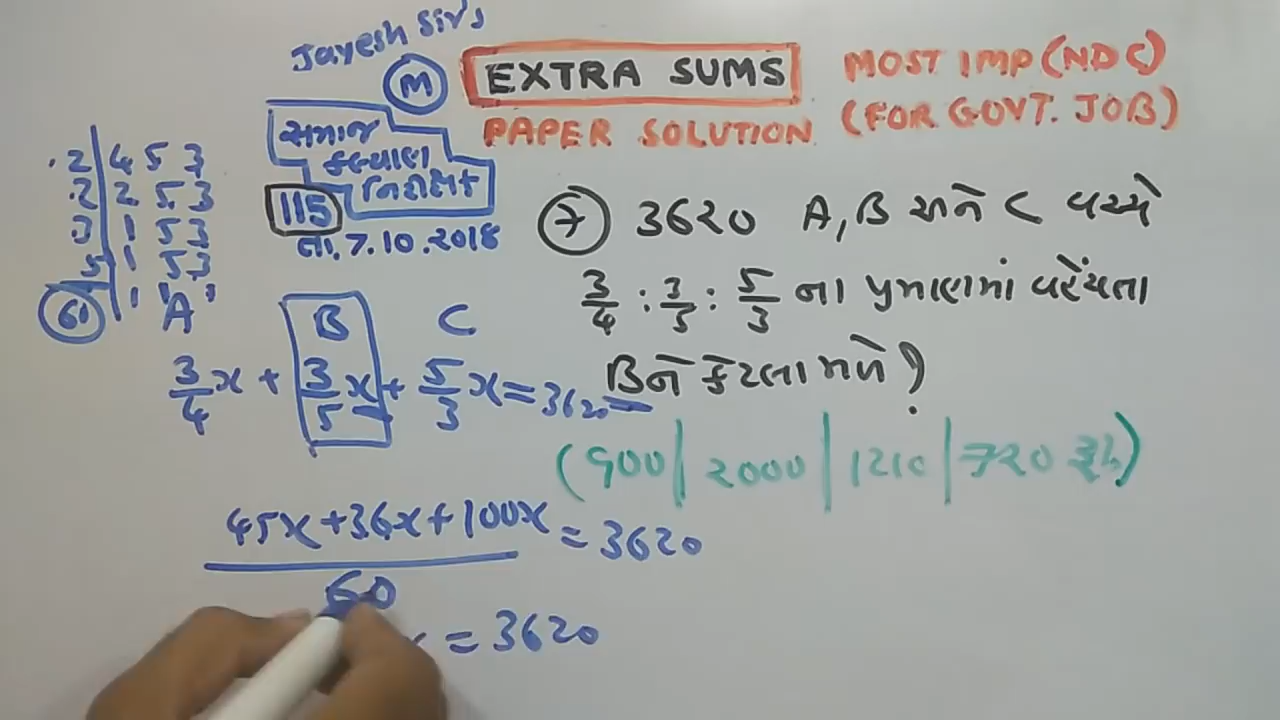 Jayesh Sir's
M
EXTRA SUMS
MOST IMP (NDC)
PAPER SOLUTION
(FOR GOVT. JOB)
સમાજ
કલ્યાણ
નિરીક્ષક
115
તા. 7.10.2018
2 | 4 5 3
2 | 2 5 3
3 | 1 5 3
5 | 1 5 1
60 | 1 1 1
7 3620 A, B અને C વચ્ચે
3/4 : 3/5 : 5/3 ના પ્રમાણમાં વહેંચતા
B ને કેટલા મળે ?
(900 | 2000 | 1210 | 720 રૂ.)
A B C
3/4 x + 3/5 x + 5/3 x = 3620
45x + 36x + 100x = 3620
60
x = 3620